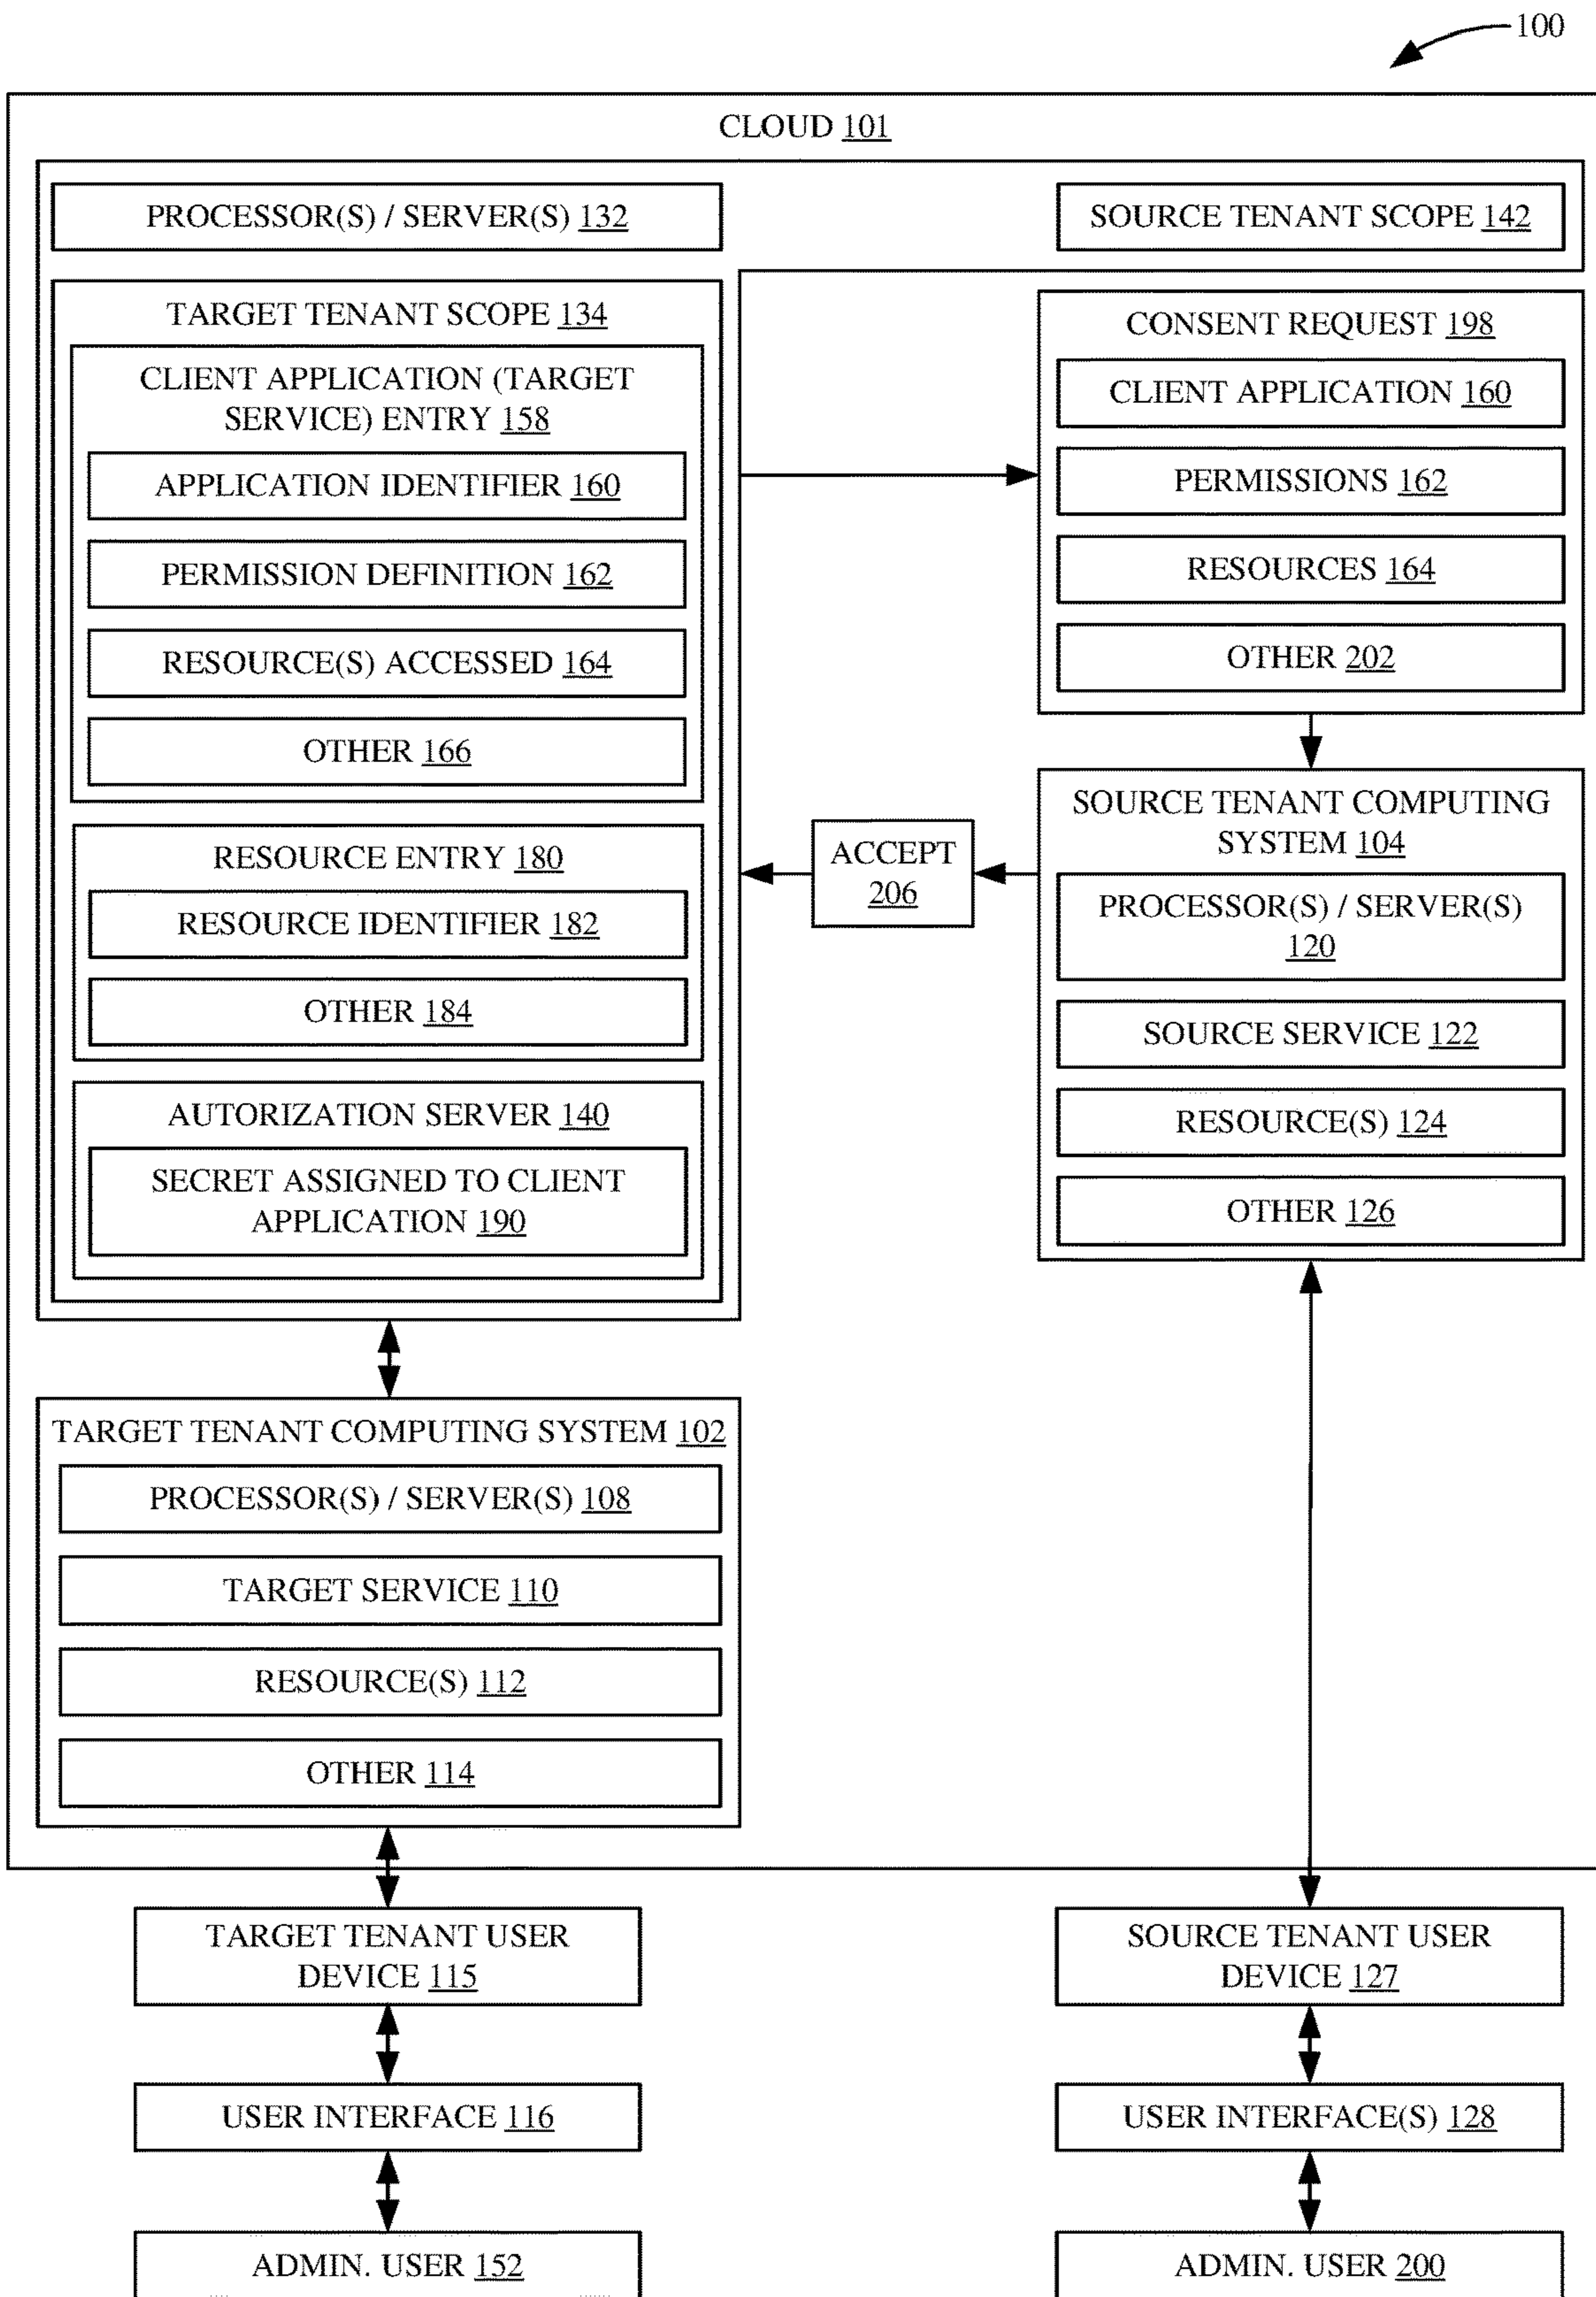 100
CLOUD 101
PROCESSOR(S) / SERVER(S) 132
SOURCE TENANT SCOPE 142
TARGET TENANT SCOPE 134
CLIENT APPLICATION (TARGET
SERVICE) ENTRY 158
APPLICATION IDENTIFIER 160
PERMISSION DEFINITION 162
RESOURCE(S) ACCESSED 164
OTHER 166
RESOURCE ENTRY 180
RESOURCE IDENTIFIER 182
OTHER 184
AUTORIZATION SERVER 140
SECRET ASSIGNED TO CLIENT
APPLICATION 190
CONSENT REQUEST 198
CLIENT APPLICATION 160
PERMISSIONS 162
RESOURCES 164
OTHER 202
ACCEPT
206
SOURCE TENANT COMPUTING
SYSTEM 104
PROCESSOR(S) / SERVER(S)
120
SOURCE SERVICE 122
RESOURCE(S) 124
OTHER 126
TARGET TENANT COMPUTING SYSTEM 102
PROCESSOR(S) / SERVER(S) 108
TARGET SERVICE 110
RESOURCE(S) 112
OTHER 114
TARGET TENANT USER
DEVICE 115
USER INTERFACE 116
ADMIN. USER 152
SOURCE TENANT USER
DEVICE 127
USER INTERFACE(S) 128
ADMIN. USER 200